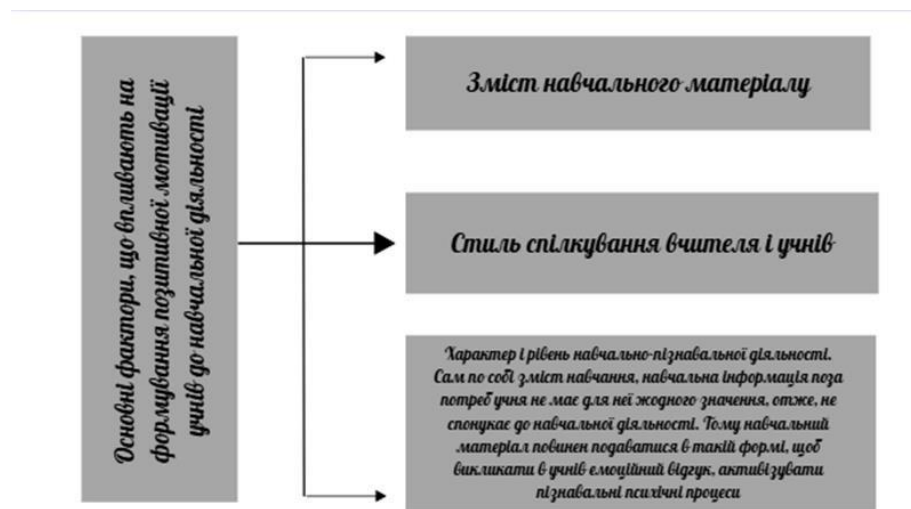 Основні фактори, що впливають на
формування позитивної мотивації
учнів до навчальної діяльності
Зміст навчального матеріалу
Стиль спілкування вчителя і учнів
Характер і рівень навчально-пізнавальної діяльності.
Сам по собі зміст навчання, навчальна інформація поза
потреб учня не має для неї жодного значення, отже, не
спонукає до навчальної діяльності. Тому навчальний
матеріал повинен подаватися в такій формі, щоб
викликати в учнів емоційний відгук, активізувати
пізнавальні психічні процеси